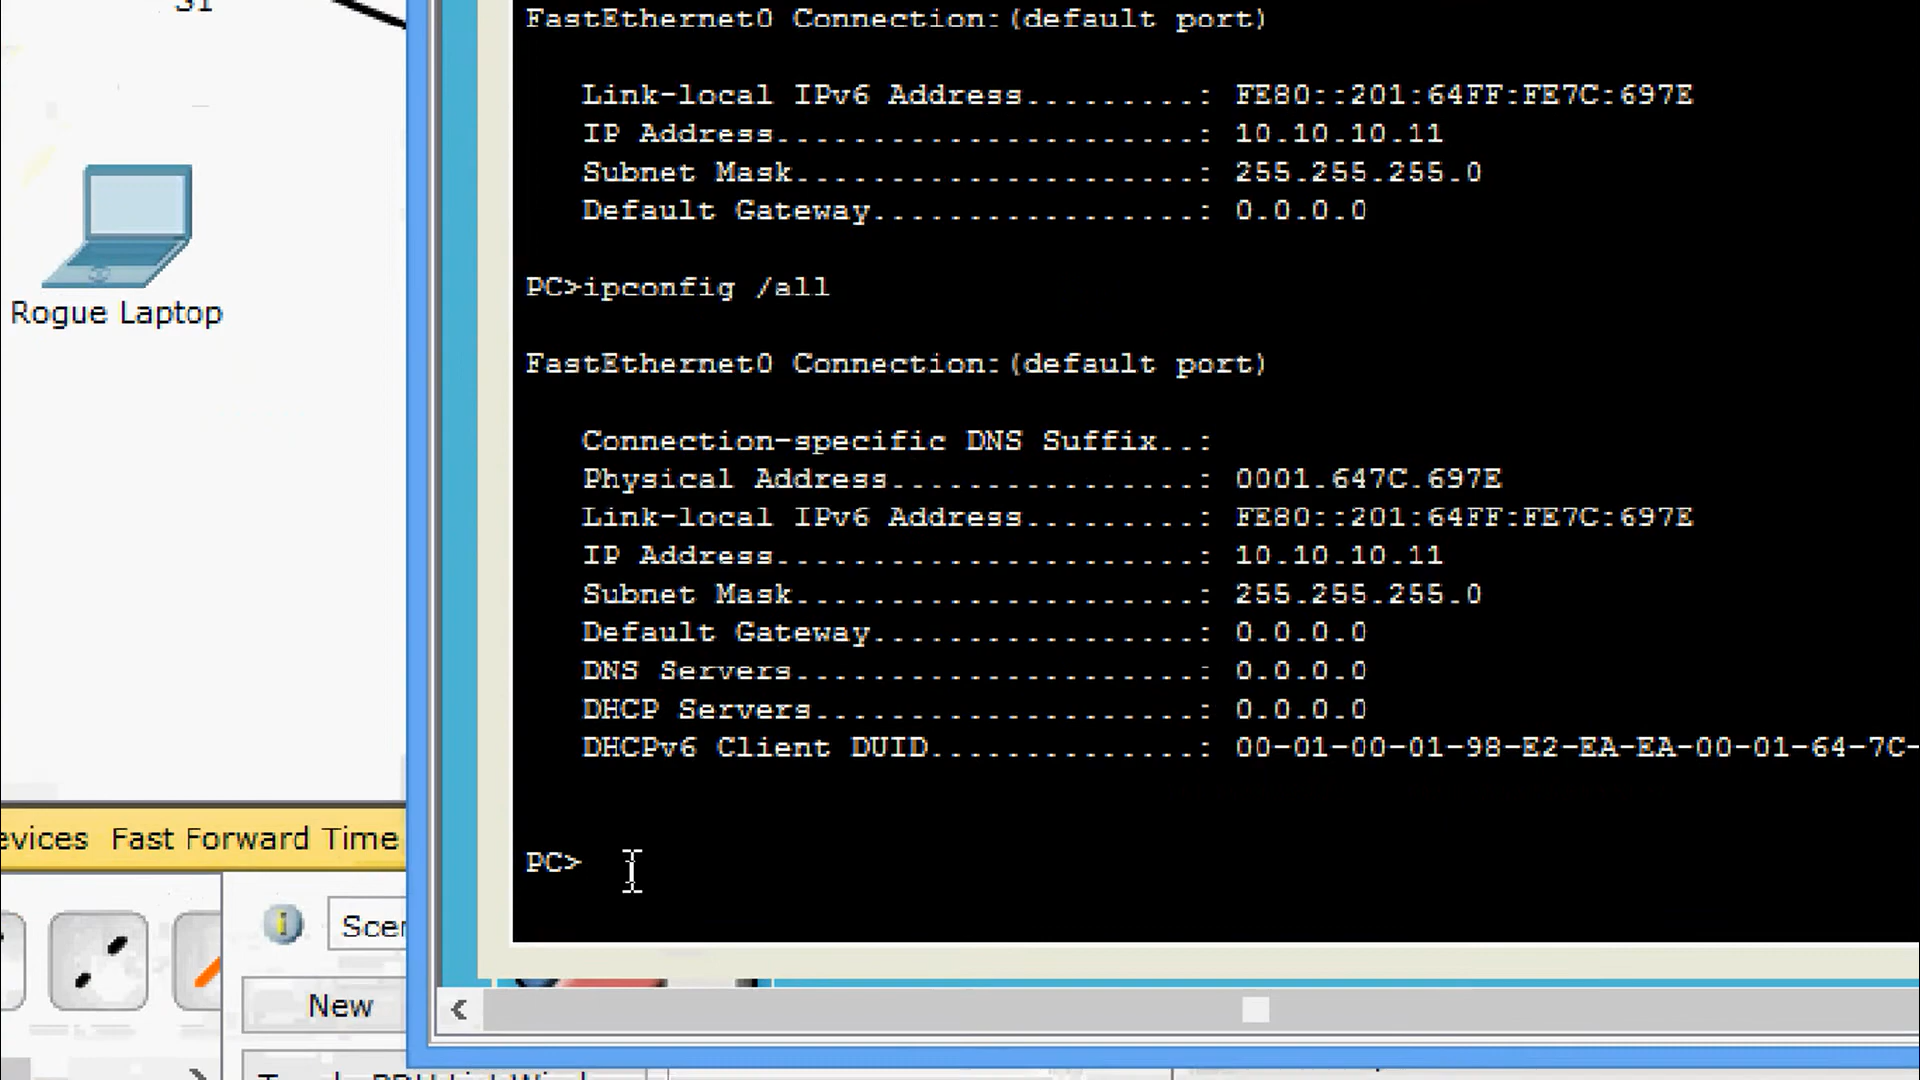 S1
FastEthernet0 Connection:(default port)
Link-local IPv6 Address.........: FE80::201:64FF:FE7C:697E
IP Address......................: 10.10.10.11
Subnet Mask.....................: 255.255.255.0
Default Gateway.................: 0.0.0.0
PC>ipconfig /all
FastEthernet0 Connection:(default port)
Connection-specific DNS Suffix..:
Physical Address................: 0001.647C.697E
Link-local IPv6 Address.........: FE80::201:64FF:FE7C:697E
IP Address......................: 10.10.10.11
Subnet Mask.....................: 255.255.255.0
Default Gateway.................: 0.0.0.0
DNS Servers.....................: 0.0.0.0
DHCP Servers....................: 0.0.0.0
DHCPv6 Client DUID..............: 00-01-00-01-98-E2-EA-EA-00-01-64-7C-
PC>
Rogue Laptop
evices Fast Forward Time
Scen
New